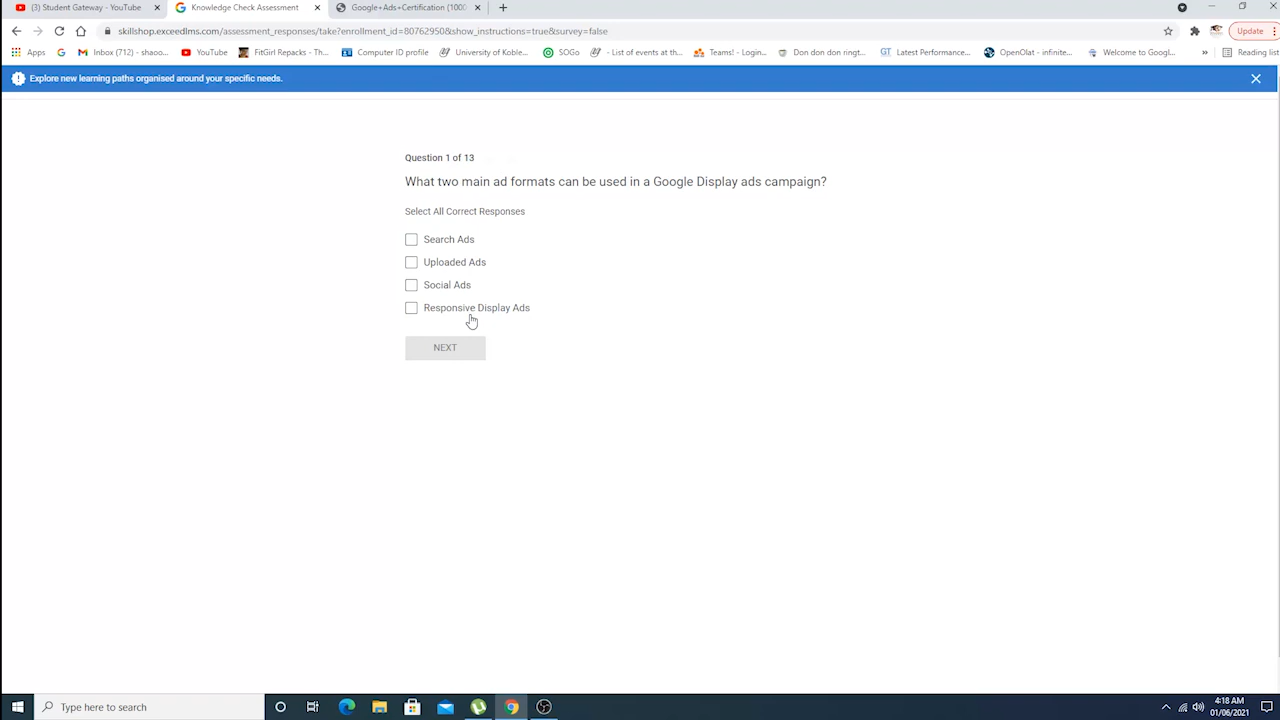 (3) Student Gateway - YouTube
Knowledge Check Assessment
Google+Ads+Certification (1000
skillshop.exceedlms.com/assessment_responses/take?enrollment_id=80762950&show_instructions=true&survey=false
Update
Apps
Inbox (712) - shaoo...
YouTube
FitGirl Repacks - Th...
Computer ID profile
University of Koble...
SOGo
- List of events at th...
Teams! - Login...
Don don don ringt...
Latest Performance...
OpenOlat - infinite...
Welcome to Googl...
»
Reading list
Explore new learning paths organised around your specific needs.
Question 1 of 13
What two main ad formats can be used in a Google Display ads campaign?
Select All Correct Responses
Search Ads
Uploaded Ads
Social Ads
Responsive Display Ads
NEXT
Type here to search
4:18 AM
01/06/2021